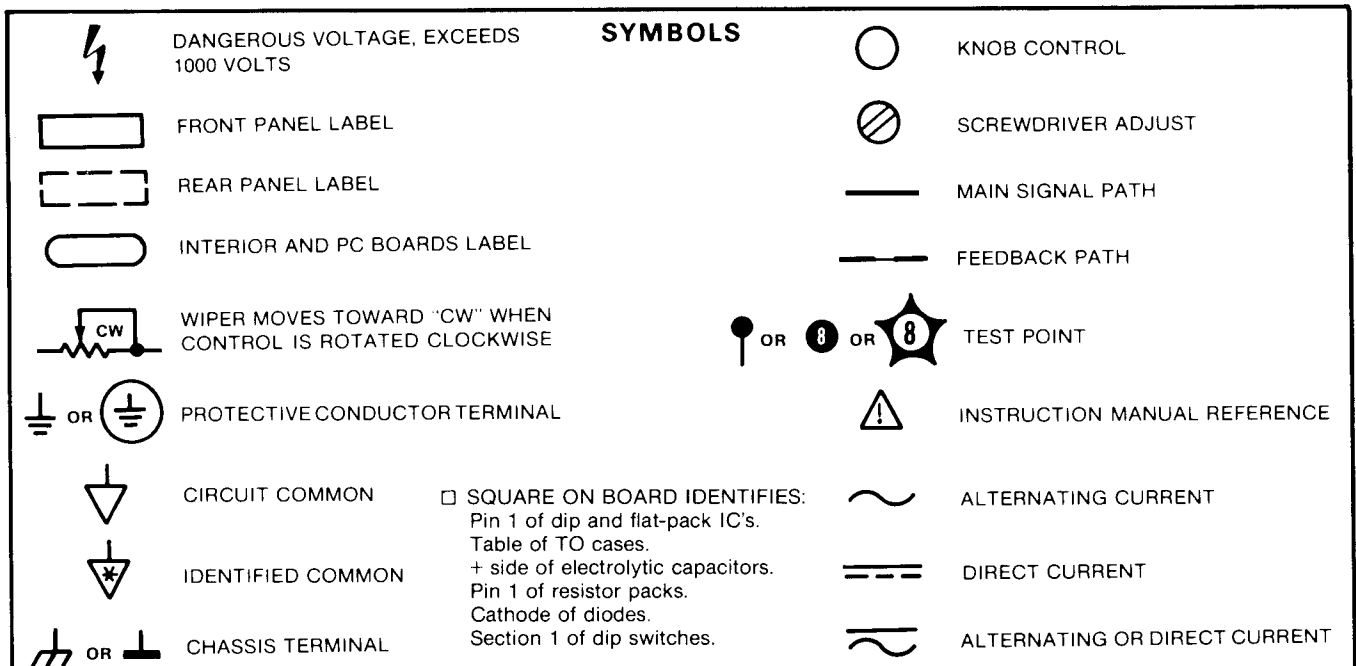 SYMBOLS
DANGEROUS VOLTAGE, EXCEEDS
1000 VOLTS
FRONT PANEL LABEL
REAR PANEL LABEL
INTERIOR AND PC BOARDS LABEL
CW
WIPER MOVES TOWARD "CW" WHEN
CONTROL IS ROTATED CLOCKWISE
OR
PROTECTIVE CONDUCTOR TERMINAL
CIRCUIT COMMON
IDENTIFIED COMMON
OR
CHASSIS TERMINAL
□ SQUARE ON BOARD IDENTIFIES:
Pin 1 of dip and flat-pack IC's.
Table of TO cases.
+ side of electrolytic capacitors.
Pin 1 of resistor packs.
Cathode of diodes.
Section 1 of dip switches.
KNOB CONTROL
SCREWDRIVER ADJUST
MAIN SIGNAL PATH
FEEDBACK PATH
OR 8 OR 8
TEST POINT
INSTRUCTION MANUAL REFERENCE
ALTERNATING CURRENT
DIRECT CURRENT
ALTERNATING OR DIRECT CURRENT